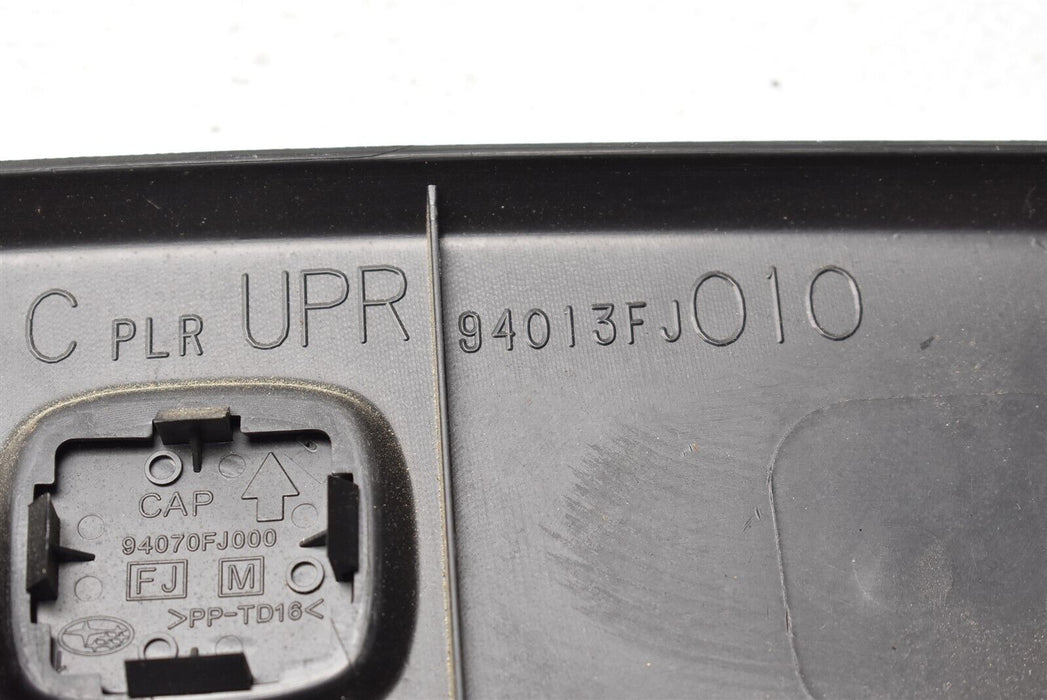 C PLR UPR 94013FJ010
CAP
94070FJ000
FJ M
>PP-TD16<